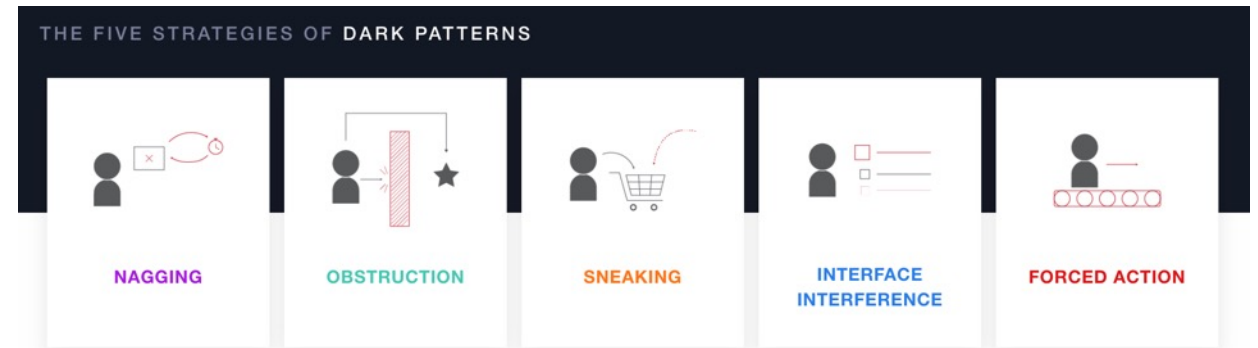 THE FIVE STRATEGIES OF DARK PATTERNS
NAGGING
OBSTRUCTION
SNEAKING
INTERFACE
INTERFERENCE
FORCED ACTION